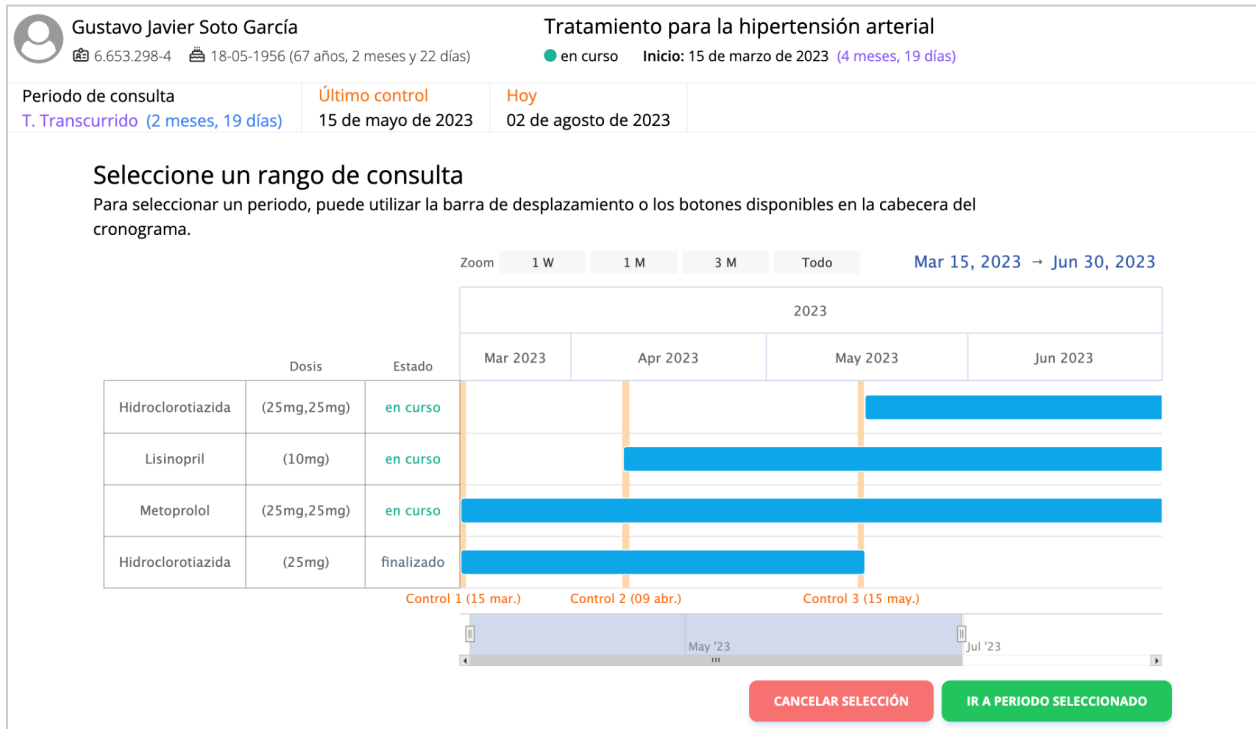 Gustavo Javier Soto García
6.653.298-4 18-05-1956 (67 años, 2 meses y 22 días)
Tratamiento para la hipertensión arterial
en curso Inicio: 15 de marzo de 2023 (4 meses, 19 días)
Periodo de consulta
T. Transcurrido (2 meses, 19 días)
Último control
15 de mayo de 2023
Hoy
02 de agosto de 2023
Seleccione un rango de consulta
Para seleccionar un periodo, puede utilizar la barra de desplazamiento o los botones disponibles en la cabecera del
cronograma.
Zoom 1 W 1 M 3 M Todo Mar 15, 2023 → Jun 30, 2023
2023
Dosis Estado Mar 2023 Apr 2023 May 2023 Jun 2023
Hidroclorotiazida (25mg,25mg) en curso
Lisinopril (10mg) en curso
Metoprolol (25mg,25mg) en curso
Hidroclorotiazida (25mg) finalizado
Control 1 (15 mar.) Control 2 (09 abr.) Control 3 (15 may.)
May '23 Jul '23
CANCELAR SELECCIÓN IR A PERIODO SELECCIONADO